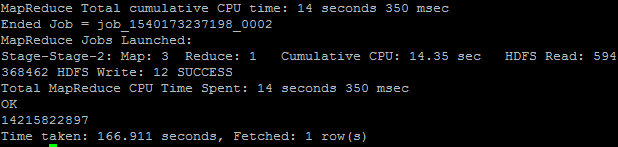 MapReduce Total cumulative CPU time: 14 seconds 350 msec
Ended Job = job_1540173237198_0002
MapReduce Jobs Launched:
Stage-Stage-2: Map: 3  Reduce: 1   Cumulative CPU: 14.35 sec   HDFS Read: 594
368462 HDFS Write: 12 SUCCESS
Total MapReduce CPU Time Spent: 14 seconds 350 msec
OK
14215822897
Time taken: 166.911 seconds, Fetched: 1 row(s)